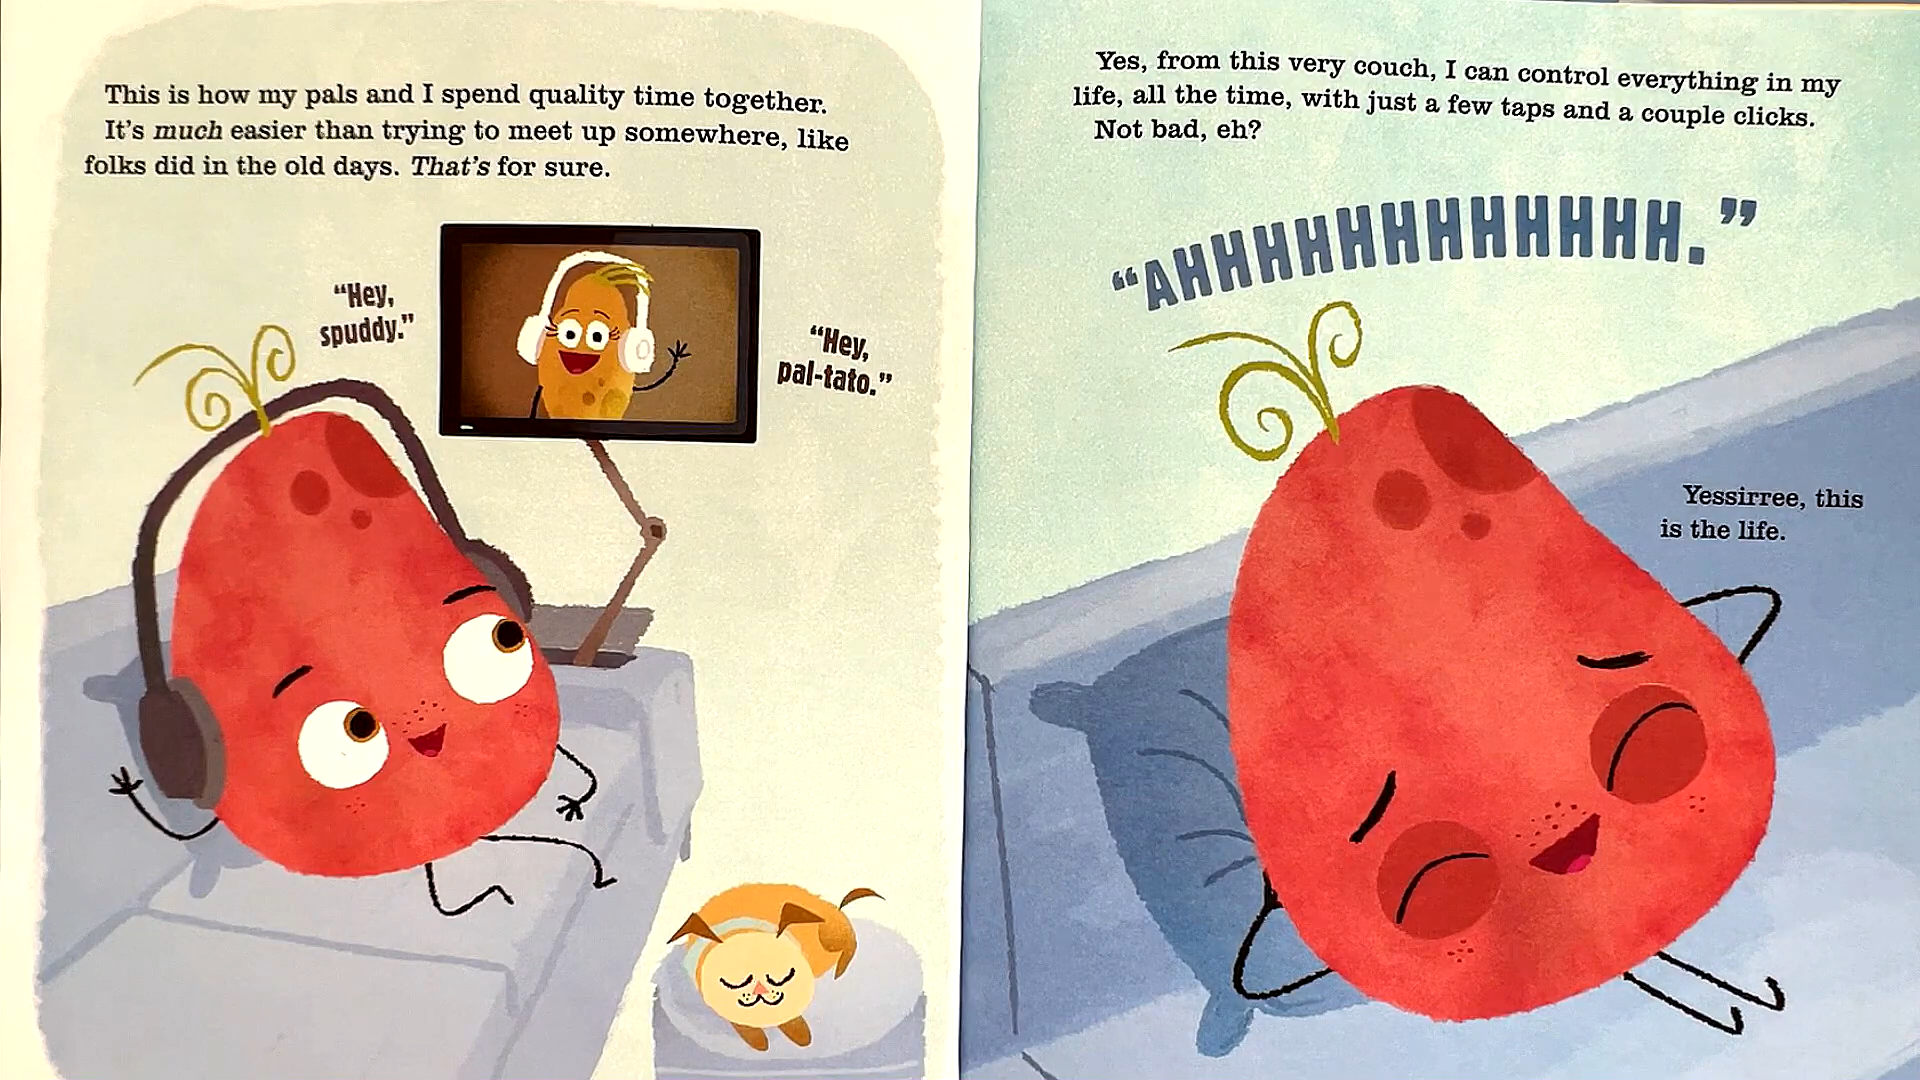 This is how my pals and I spend quality time together.
It's much easier than trying to meet up somewhere, like
folks did in the old days. That's for sure.
"Hey,
spuddy."
"Hey,
pal-tato."
Yes, from this very couch, I can control everything in my
life, all the time, with just a few taps and a couple clicks.
Not bad, eh?
"AHHHHHHHHHHHHH."
Yessirree, this
is the life.